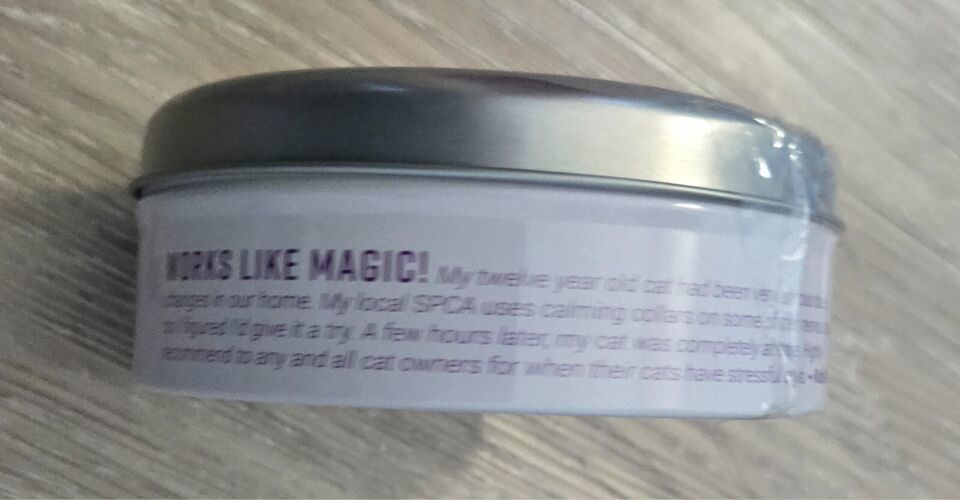 WORKS LIKE MAGIC! My twelve year old cat had been very
changes in our home. My local SPCA uses calming collars on some of
so I figured I'd give it a try. A few hours later, my cat was completely
recommend to any and all cat owners for when their cats have stressful